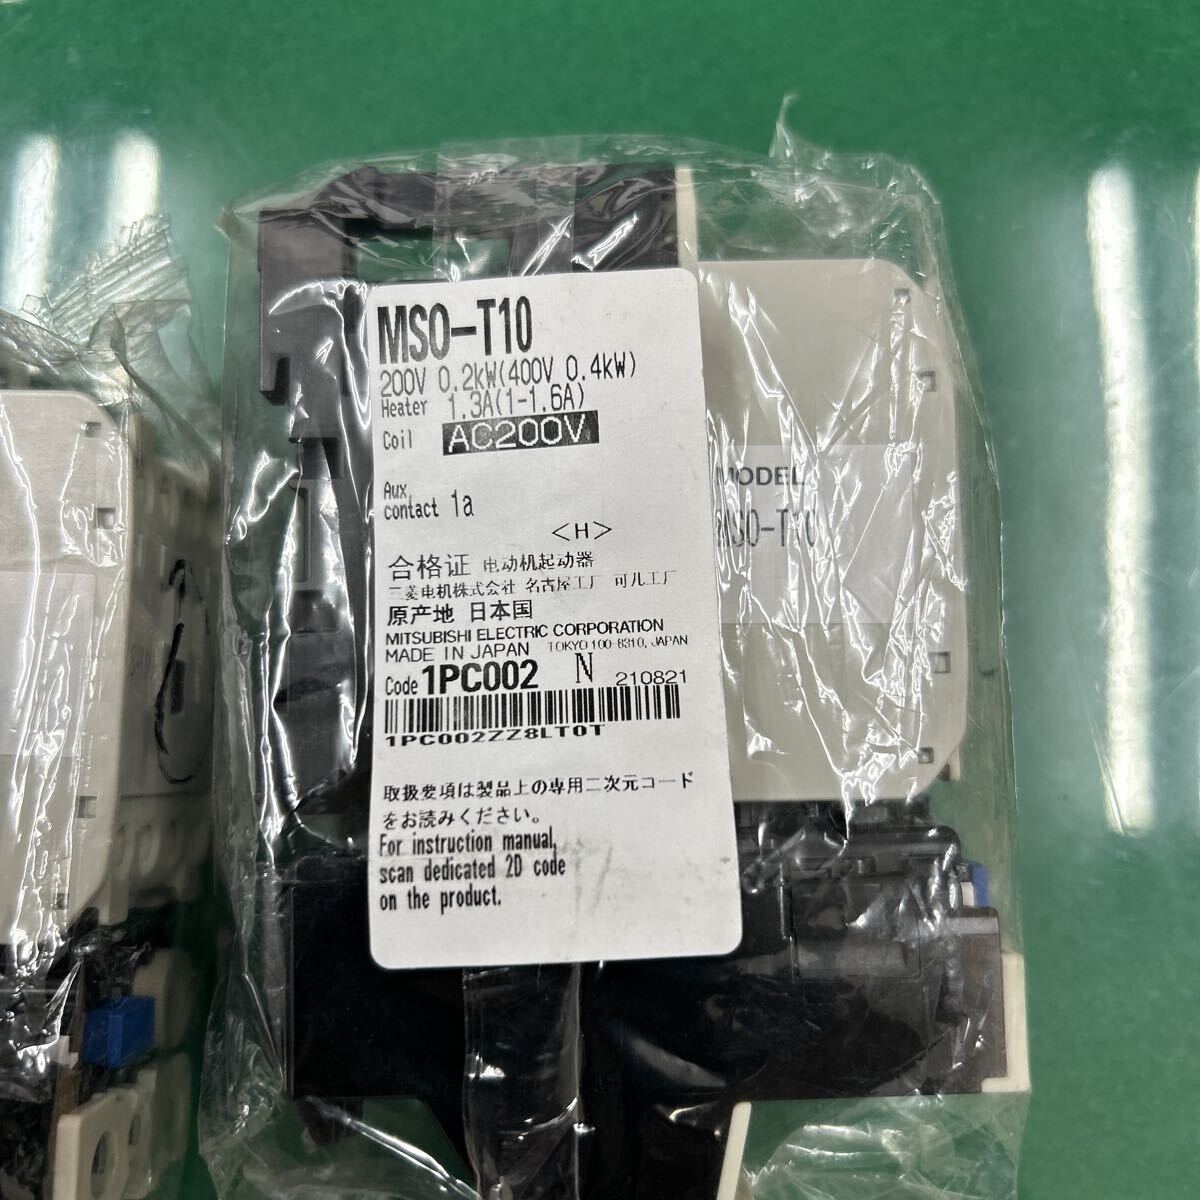 MSO-T10
200V 0.2kW(400V 0.4kW)
Heater 1.3A(1-1.6A)
Coil AC200V
Aux.
contact 1a
<H>
合格证 电动机起动器
三菱电机株式会社 名古屋工厂 可儿工厂
原产地 日本国
MITSUBISHI ELECTRIC CORPORATION
MADE IN JAPAN TOKYO 100-8310, JAPAN
Code 1PC002 N 210821
1PC002ZZ8LT0T
取扱要項は製品上の専用二次元コード
をお読みください。
For instruction manual,
scan dedicated 2D code
on the product.
MODEL
MSO-T10